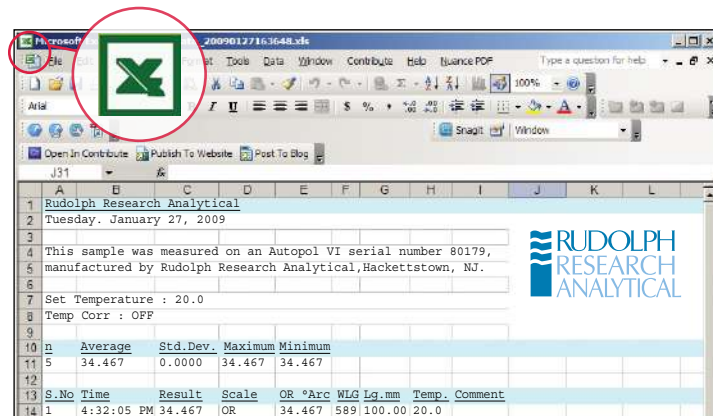 Microsof _20090127163648.xls
File Format Tools Data Window Contribute Help Nuance PDF Type a question for help
100%
Arial I U $ % ,
Snagit Window
Open In Contribute Publish To Website Post To Blog
J31 fx
A B C D E F G H I J K L
1 Rudolph Research Analytical
2 Tuesday. January 27, 2009
3
RUDOLPH
RESEARCH
ANALYTICAL
4 This sample was measured on an Autopol VI serial number 80179,
5 manufactured by Rudolph Research Analytical,Hackettstown, NJ.
6
7 Set Temperature : 20.0
8 Temp Corr : OFF
9
10 n Average Std.Dev. Maximum Minimum
11 5 34.467 0.0000 34.467 34.467
12
13 S.No Time Result Scale OR °Arc WLG Lg.mm Temp. Comment
14 1 4:32:05 PM 34.467 OR 34.467 589 100.00 20.0